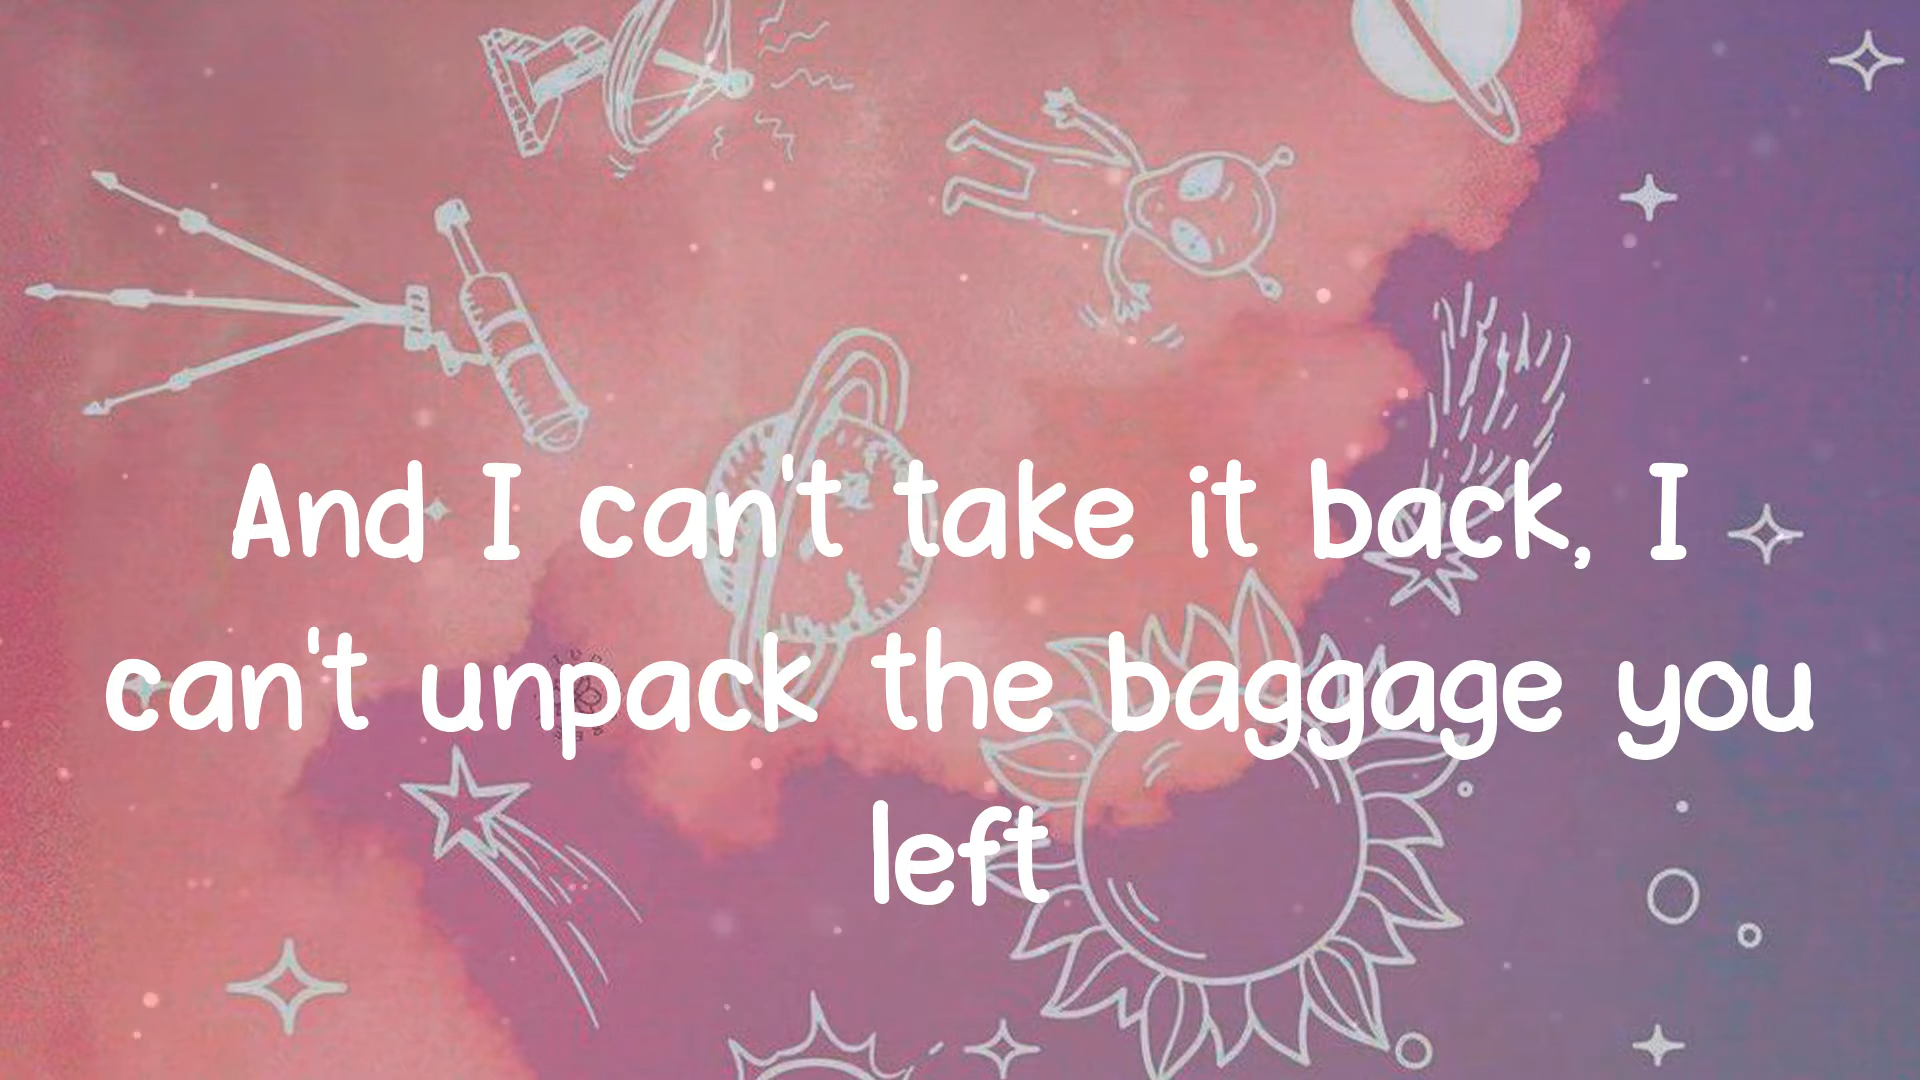 And I can't take it back, I
can't unpack the baggage you
left